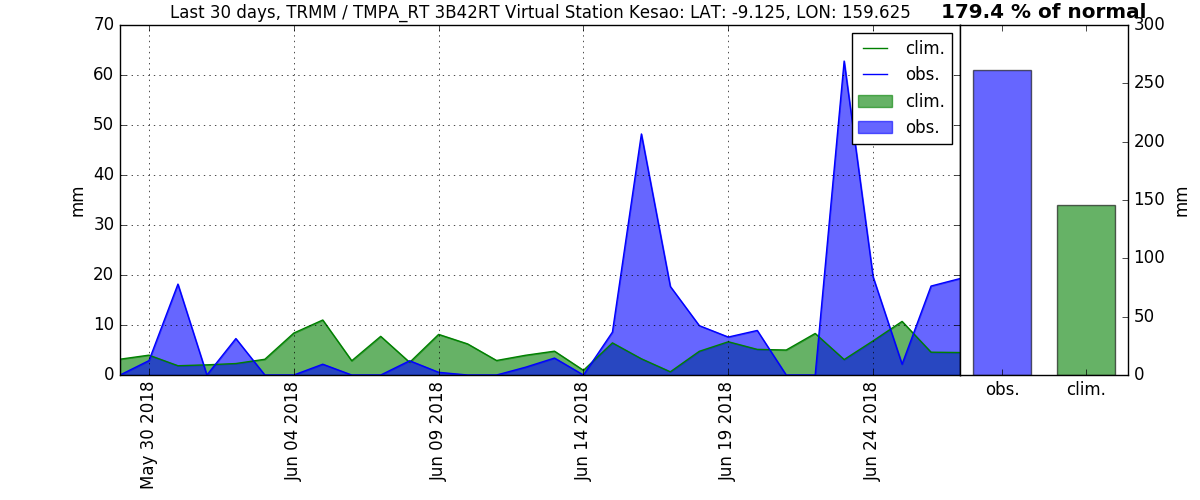 Last 30 days, TRMM / TMPA_RT 3B42RT Virtual Station Kesao: LAT: -9.125, LON: 159.625
179.4 % of normal
clim.
obs.
clim.
obs.
mm
70
60
50
40
30
20
10
0
May 30 2018
Jun 04 2018
Jun 09 2018
Jun 14 2018
Jun 19 2018
Jun 24 2018
300
250
200
150
100
50
0
mm
obs.
clim.